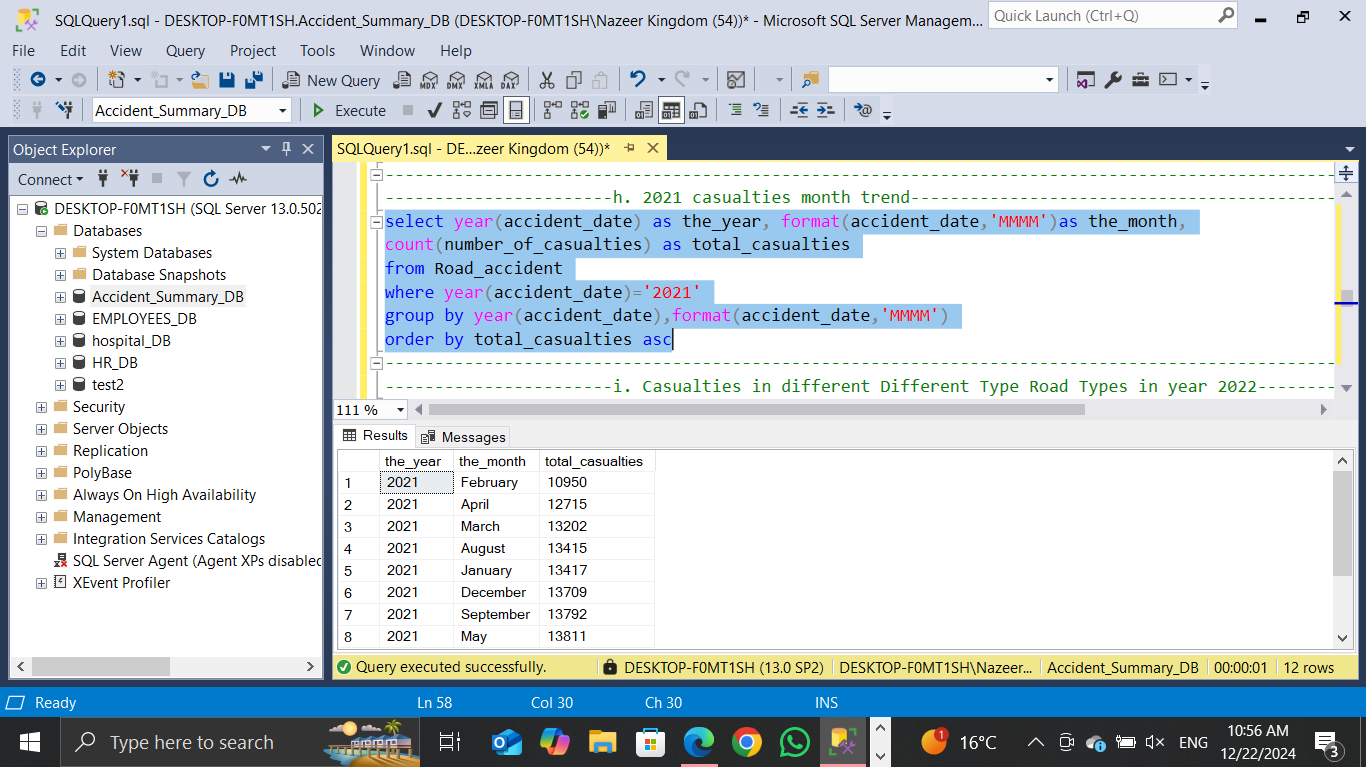 SQLQuery1.sql - DESKTOP-F0MT1SH.Accident_Summary_DB (DESKTOP-F0MT1SH\Nazeer Kingdom (54))* - Microsoft SQL Server Managem...
Quick Launch (Ctrl+Q)
File Edit View Query Project Tools Window Help
New Query
MDX DMX XMLA DAX
Accident_Summary_DB
Execute
Object Explorer
SQLQuery1.sql - DE...zeer Kingdom (54))*
Connect
DESKTOP-F0MT1SH (SQL Server 13.0.502
Databases
System Databases
Database Snapshots
Accident_Summary_DB
EMPLOYEES_DB
hospital_DB
HR_DB
test2
Security
Server Objects
Replication
PolyBase
Always On High Availability
Management
Integration Services Catalogs
SQL Server Agent (Agent XPs disabled
XEvent Profiler
-----------------------h. 2021 casualties month trend-------------------------------------------
select year(accident_date) as the_year, format(accident_date,'MMMM')as the_month,
count(number_of_casualties) as total_casualties
from Road_accident
where year(accident_date)='2021'
group by year(accident_date),format(accident_date,'MMMM')
order by total_casualties asc
-----------------------i. Casualties in different Different Type Road Types in year 2022--------
111 %
Results Messages
the_year the_month total_casualties
1 2021 February 10950
2 2021 April 12715
3 2021 March 13202
4 2021 August 13415
5 2021 January 13417
6 2021 December 13709
7 2021 September 13792
8 2021 May 13811
Query executed successfully.
DESKTOP-F0MT1SH (13.0 SP2) DESKTOP-F0MT1SH\Nazeer... Accident_Summary_DB 00:00:01 12 rows
Ready Ln 58 Col 30 Ch 30 INS
Type here to search
1
16°C
ENG
10:56 AM
12/22/2024
3